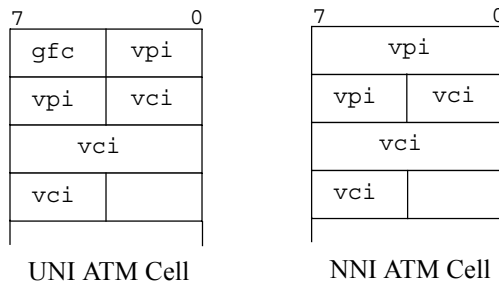 7 0
gfc vpi
vpi vci
vci
vci
UNI ATM Cell
7 0
vpi
vpi vci
vci
vci
NNI ATM Cell